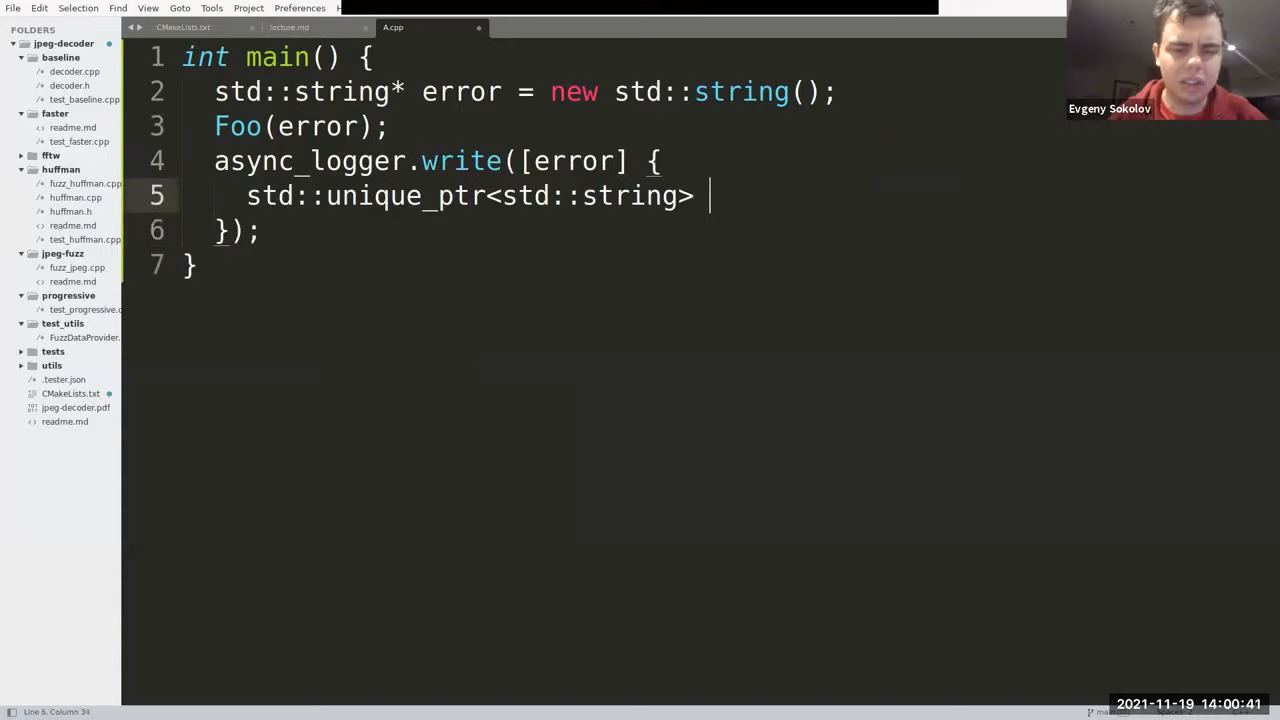 File Edit Selection Find View Goto Tools Project Preferences
FOLDERS
jpeg-decoder
baseline
decoder.cpp
decoder.h
test_baseline.cpp
faster
readme.md
test_faster.cpp
fftw
huffman
fuzz_huffman.cpp
huffman.cpp
huffman.h
readme.md
test_huffman.cpp
jpeg-fuzz
fuzz_jpeg.cpp
readme.md
progressive
test_progressive.c
test_utils
FuzzDataProvider.
tests
utils
.tester.json
CMakeLists.txt
jpeg-decoder.pdf
readme.md
CMakeLists.txt lecture.md A.cpp
1 int main() {
2 std::string* error = new std::string();
3 Foo(error);
4 async_logger.write([error] {
5 std::unique_ptr<std::string>
6 });
7 }
Evgeny Sokolov
Line 5, Column 34
2021-11-19 14:00:41